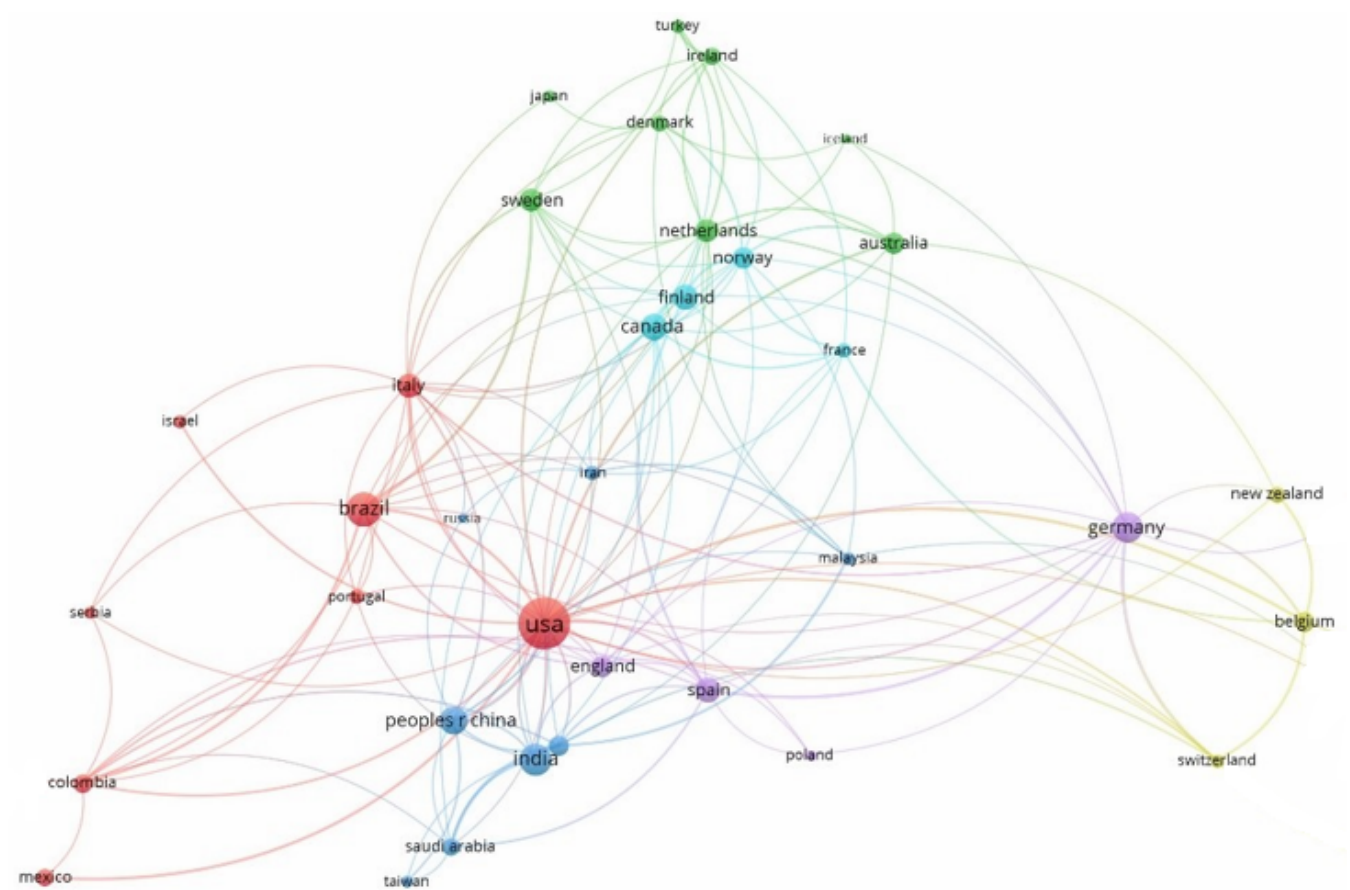 turkey
ireland
japan
denmark
iceland
sweden
netherlands
australia
norway
finland
canada
france
italy
israel
iran
new zealand
brazil
russia
germany
malaysia
portugal
serbia
usa
belgium
england
spain
peoples r china
poland
india
switzerland
colombia
saudi arabia
mexico
taiwan